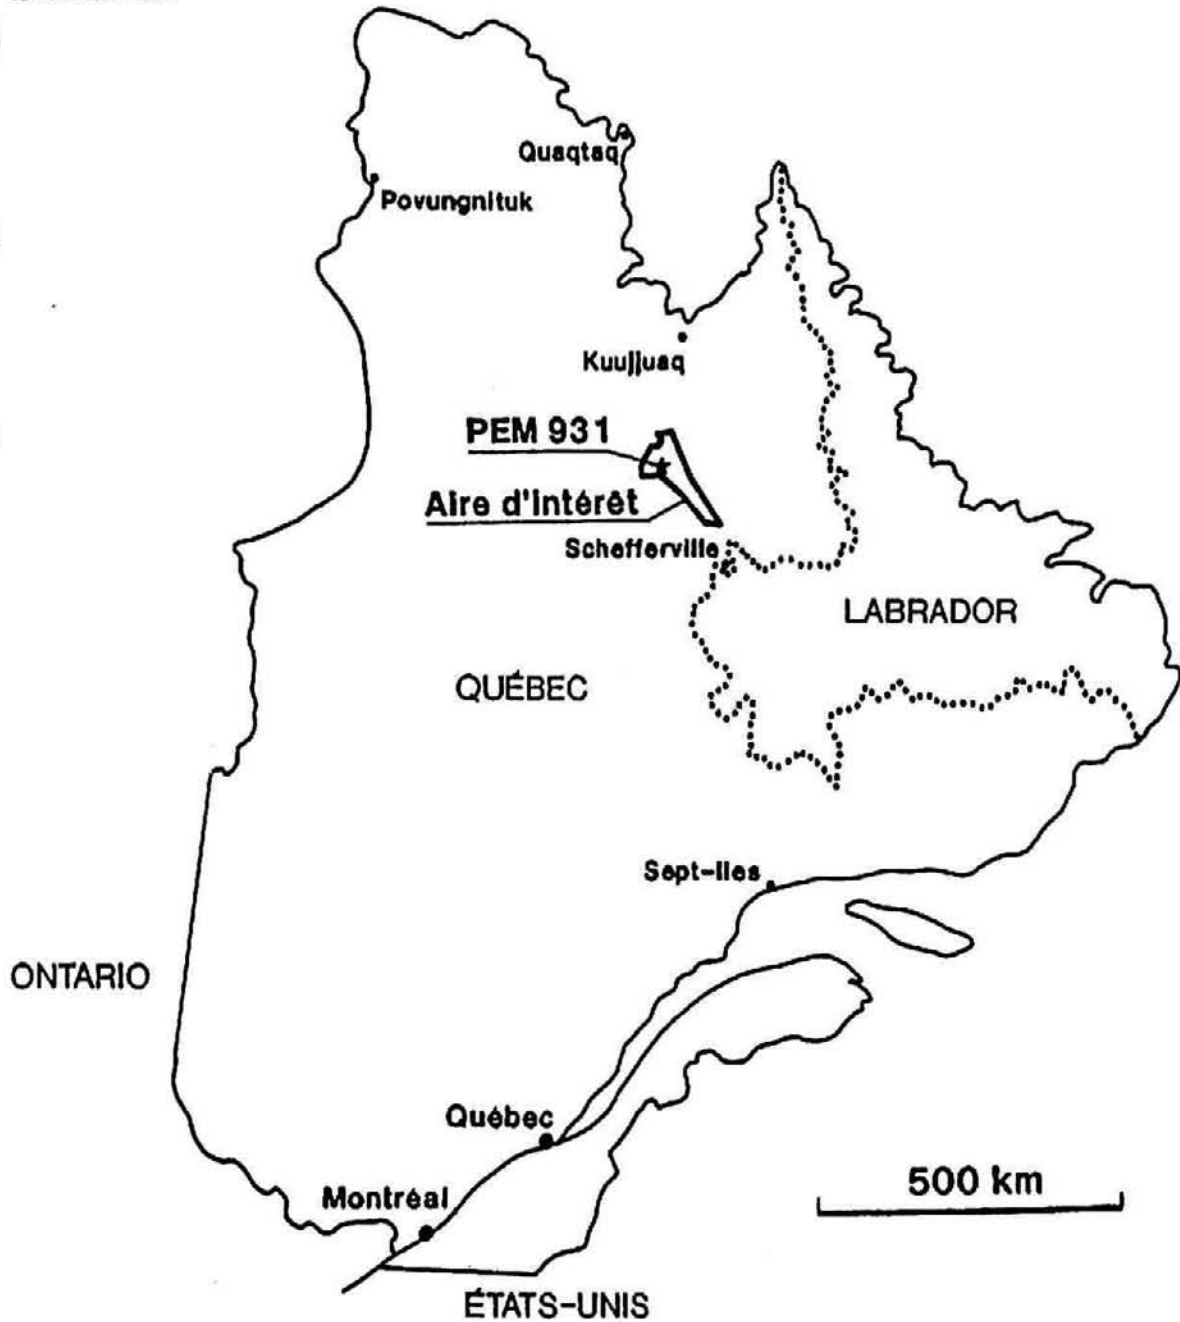 Quaqtaq
Povungnituk
Kuujjuaq
PEM 931
Aire d'intérêt
Schefferville
LABRADOR
QUÉBEC
Sept-Iles
ONTARIO
Québec
500 km
Montréal
ÉTATS-UNIS